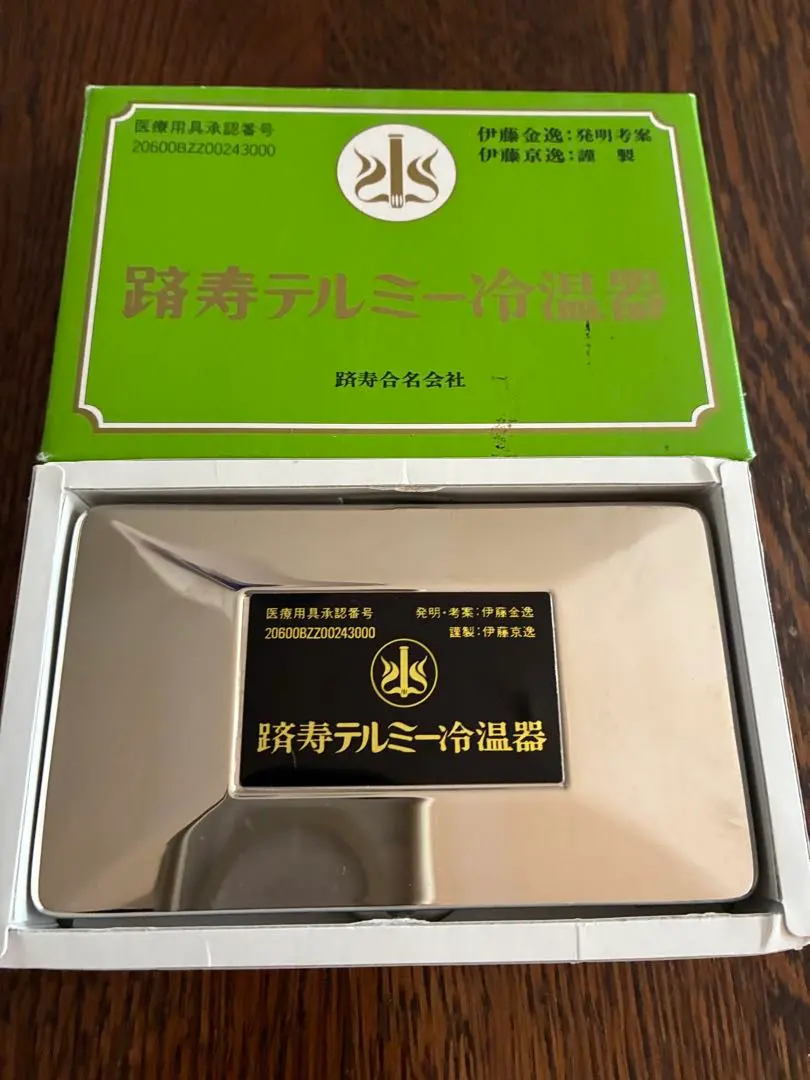 医療用具承認番号
20600BZZ00243000
伊藤金逸:発明考案
伊藤京逸:謹 製
躋寿テルミー冷温器
躋寿合名会社
医療用具承認番号
20600BZZ00243000
発明・考案:伊藤金逸
謹製:伊藤京逸
躋寿テルミー冷温器